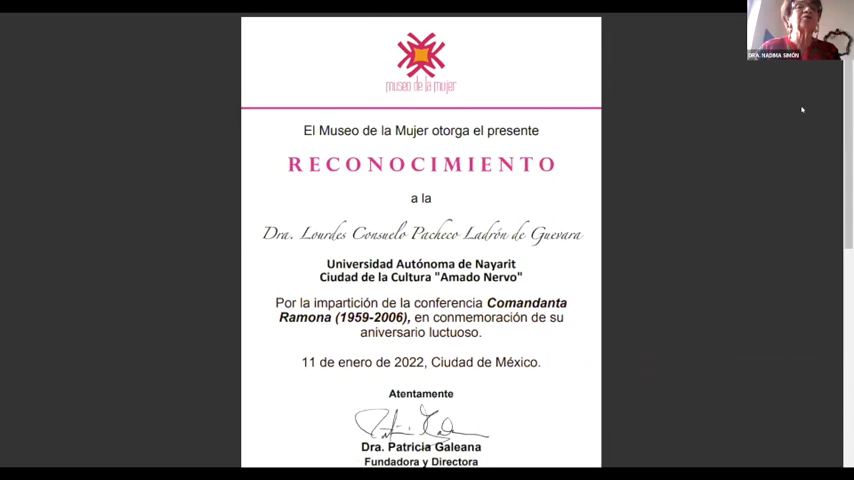 DRA. NADIMA SIMÓN
museo de la mujer
El Museo de la Mujer otorga el presente
RECONOCIMIENTO
a la
Dra. Lourdes Consuelo Pacheco Ladrón de Guevara
Universidad Autónoma de Nayarit
Ciudad de la Cultura "Amado Nervo"
Por la impartición de la conferencia Comandanta
Ramona (1959-2006), en conmemoración de su
aniversario luctuoso.
11 de enero de 2022, Ciudad de México.
Atentamente
Dra. Patricia Galeana
Fundadora y Directora